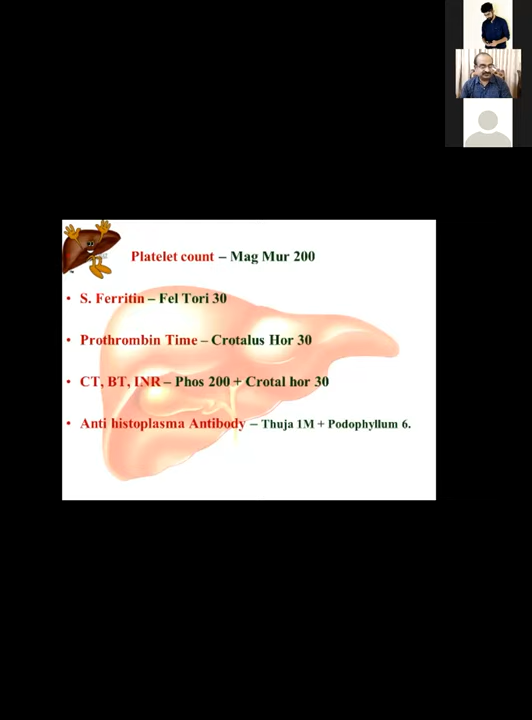 Platelet count – Mag Mur 200
• S. Ferritin – Fel Tori 30
• Prothrombin Time – Crotalus Hor 30
• CT, BT, INR – Phos 200 + Crotal hor 30
• Anti histoplasma Antibody – Thuja 1M + Podophyllum 6.